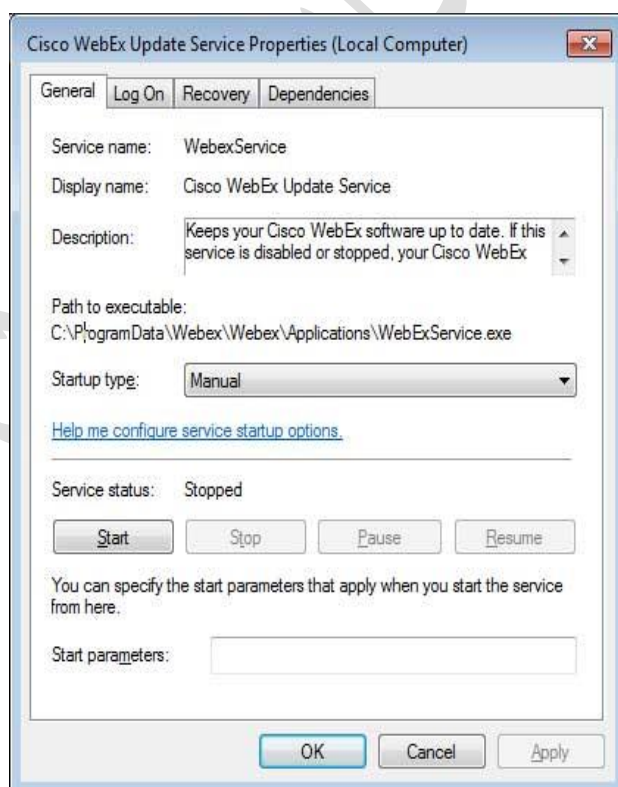 Cisco WebEx Update Service Properties (Local Computer)
General Log On Recovery Dependencies
Service name: WebexService
Display name: Cisco WebEx Update Service
Description: Keeps your Cisco WebEx software up to date. If this
service is disabled or stopped, your Cisco WebEx
Path to executable:
C:\ProgramData\Webex\Webex\Applications\WebExService.exe
Startup type: Manual
Help me configure service startup options.
Service status: Stopped
Start Stop Pause Resume
You can specify the start parameters that apply when you start the service
from here.
Start parameters:
OK Cancel Apply